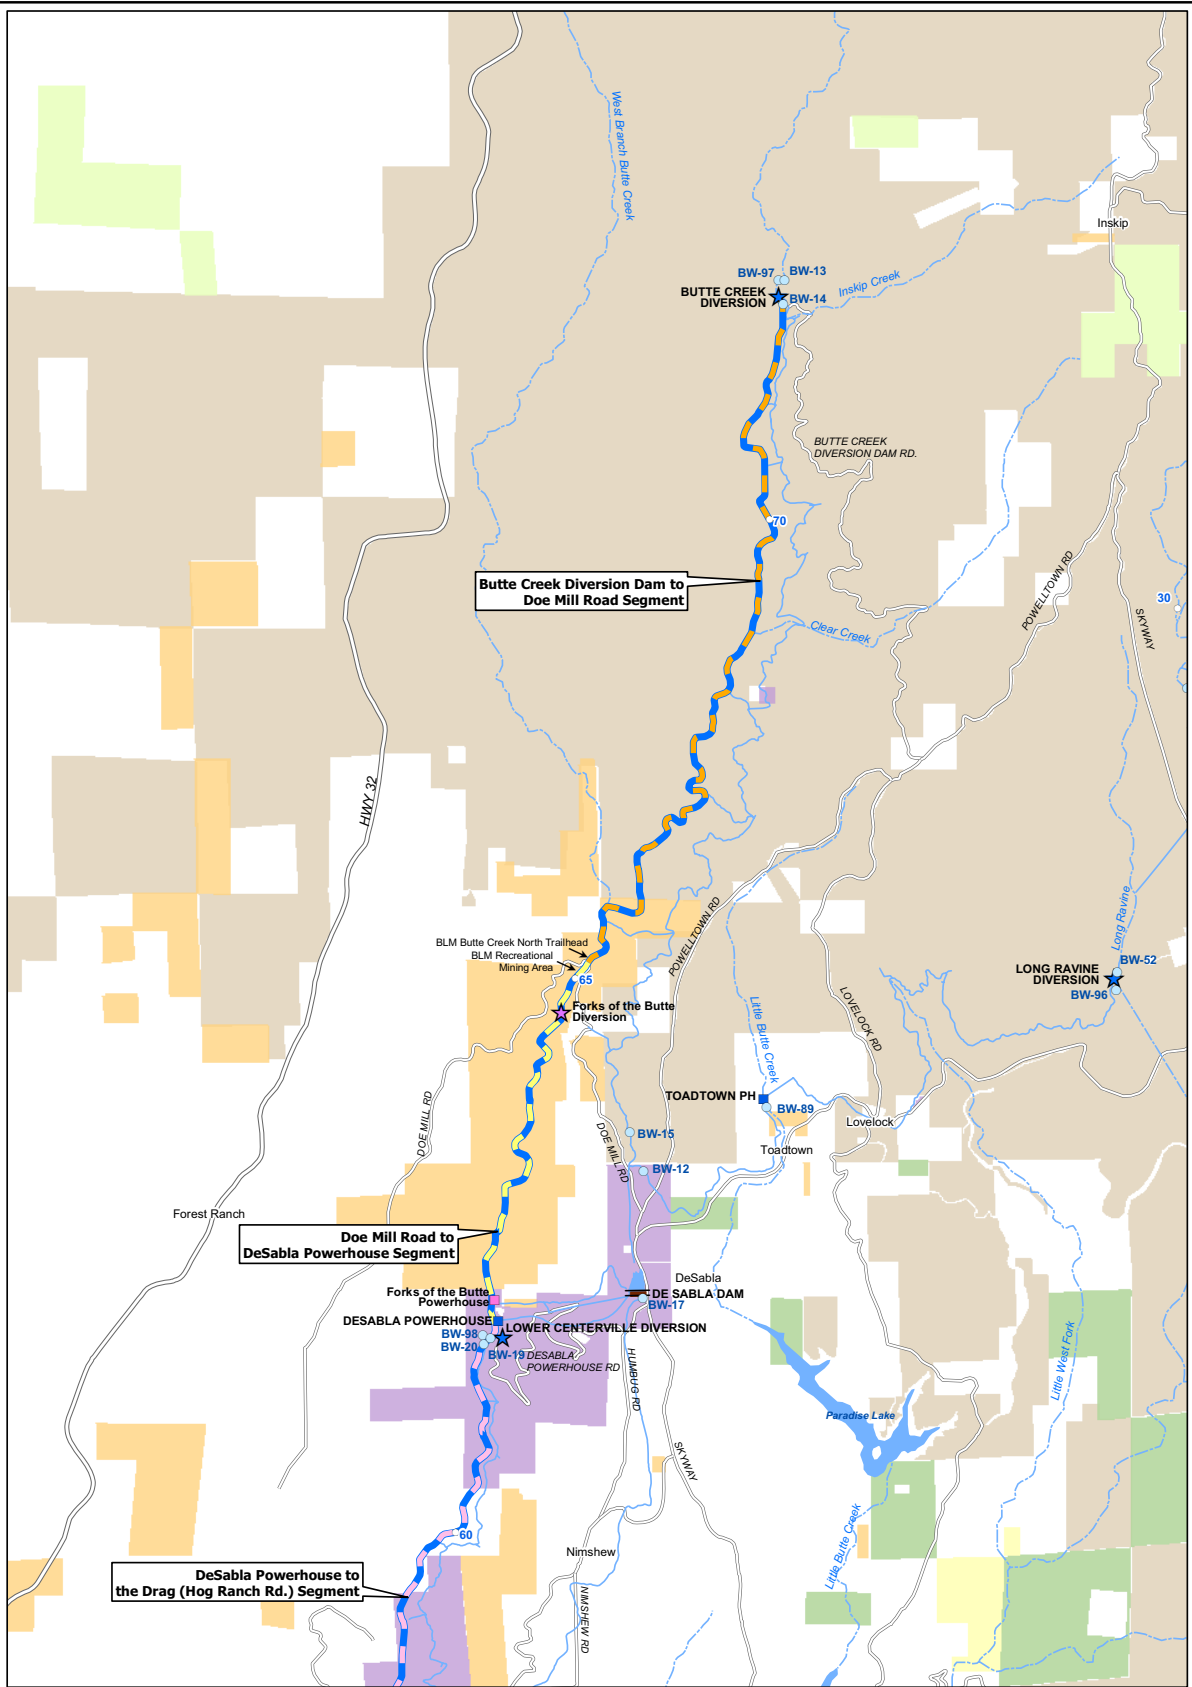 West Branch Butte Creek
Inskip
BW-97
BW-13
BUTTE CREEK
DIVERSION
BW-14
Inskip Creek
BUTTE CREEK
DIVERSION DAM RD.
70
Butte Creek Diversion Dam to
Doe Mill Road Segment
POWELLTOWN RD
30
SKYWAY
Clear Creek
HWY 32
POWELLTOWN RD
Long Ravine
BLM Butte Creek North Trailhead
BLM Recreational
Mining Area
65
LONG RAVINE
DIVERSION
BW-52
BW-96
Forks of the Butte
Diversion
Little Butte Creek
LOVELOCK RD
DOE MILL RD
TOADTOWN PH
BW-89
Lovelock
DOE MILL RD
BW-15
Toadtown
BW-12
Forest Ranch
Doe Mill Road to
DeSabla Powerhouse Segment
DeSabla
Forks of the Butte
Powerhouse
DE SABLA DAM
BW-17
DESABLA POWERHOUSE
LOWER CENTERVILLE DIVERSION
BW-98
BW-20
BW-19
DESABLA
POWERHOUSE RD
HUMBUG RD
Little West Fork
Paradise Lake
SKYWAY
60
Nimshew
Little Butte Creek
DeSabla Powerhouse to
the Drag (Hog Ranch Rd.) Segment
NIMSHEW RD